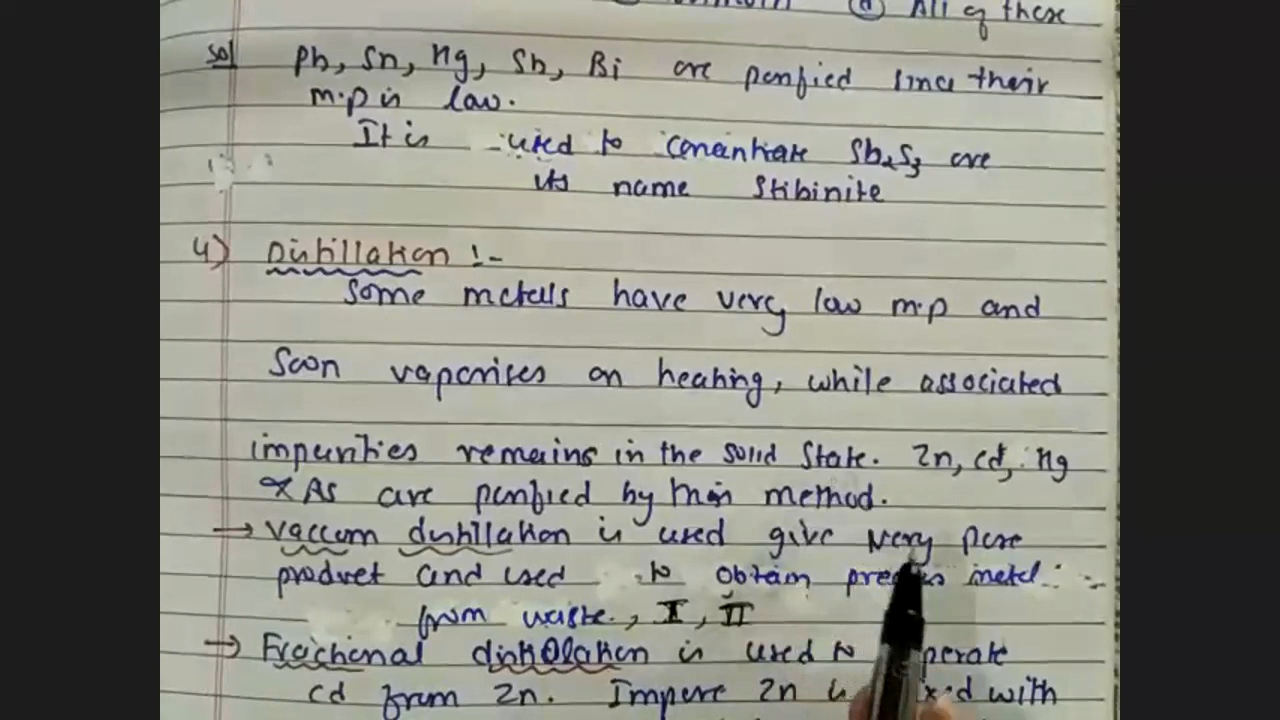 (d) All of these
Sol Pb, Sn, Hg, Sb, Bi are purified since their
m.p is low.
It is used to concentrate Sb2S3 ore
its name Stibinite
4) Distillation :-
Some metals have very low m.p and
Soon vaporises on heating, while associated
impurities remains in the solid state. Zn, Cd, Hg
& As are purified by this method.
→ Vaccum distillation is used give very pure
product and used to obtain metal
from waste., I, II
→ Fractional distillation is used to
Cd from Zn. Impure Zn is with